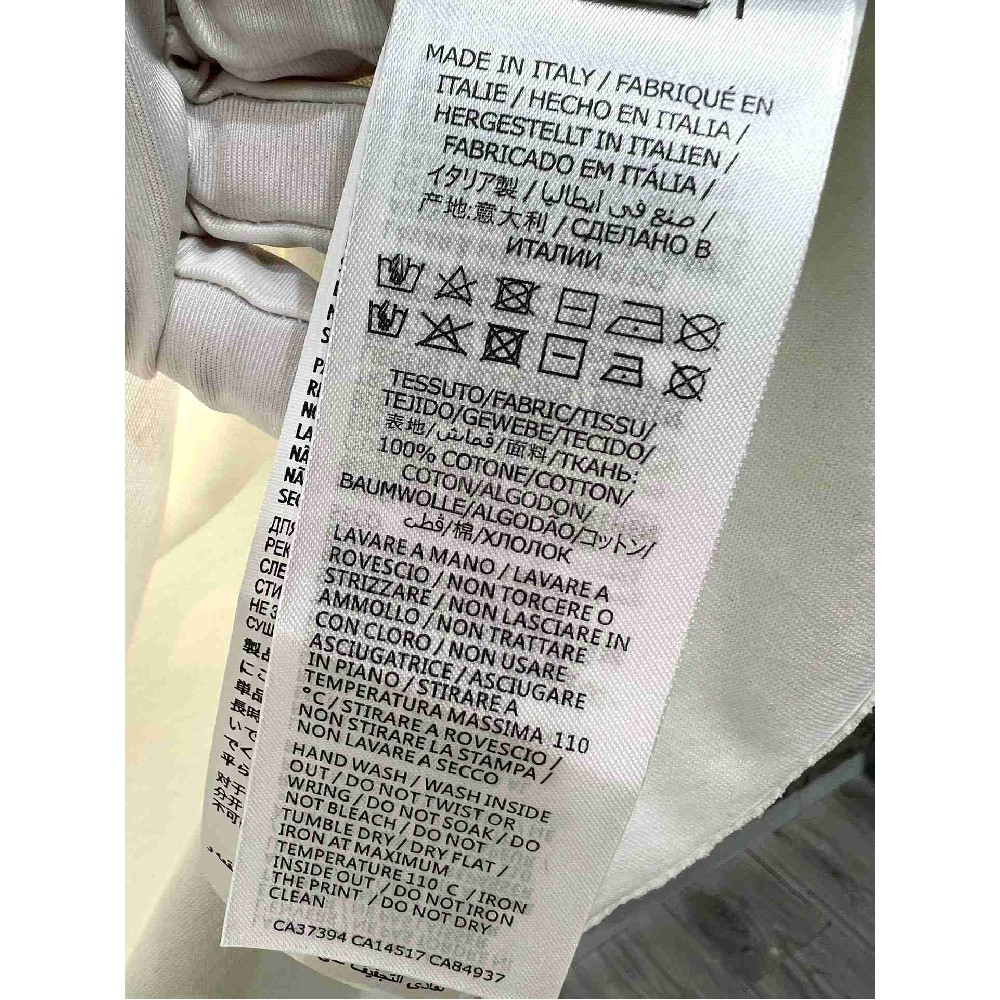 MADE IN ITALY / FABRIQUÉ EN
ITALIE / HECHO EN ITALIA /
HERGESTELLT IN ITALIEN /
FABRICADO EM ITÁLIA /
イタリア製 / صنع في ايطاليا /
产地:意大利 / СДЕЛАНО В
ИТАЛИИ
TESSUTO/FABRIC/TISSU/
TEJIDO/GEWEBE/TECIDO/
表地/قماش/面料/ТКАНЬ:
100% COTONE/COTTON/
COTON/ALGODON/
BAUMWOLLE/ALGODÃO/コットン/
قطن/棉/ХЛОЛОК
LAVARE A MANO / LAVARE A
ROVESCIO / NON TORCERE O
STRIZZARE / NON LASCIARE IN
AMMOLLO / NON TRATTARE
CON CLORO / NON USARE
ASCIUGATRICE / ASCIUGARE
IN PIANO / STIRARE A
TEMPERATURA MASSIMA 110
°C / STIRARE A ROVESCIO /
NON STIRARE LA STAMPA /
NON LAVARE A SECCO
HAND WASH / WASH INSIDE
OUT / DO NOT TWIST OR
WRING / DO NOT SOAK / DO
NOT BLEACH / DO NOT
TUMBLE DRY / DRY FLAT /
IRON AT MAXIMUM
TEMPERATURE 110 C / IRON
INSIDE OUT / DO NOT IRON
THE PRINT / DO NOT DRY
CLEAN
CA37394 CA14517 CA84937